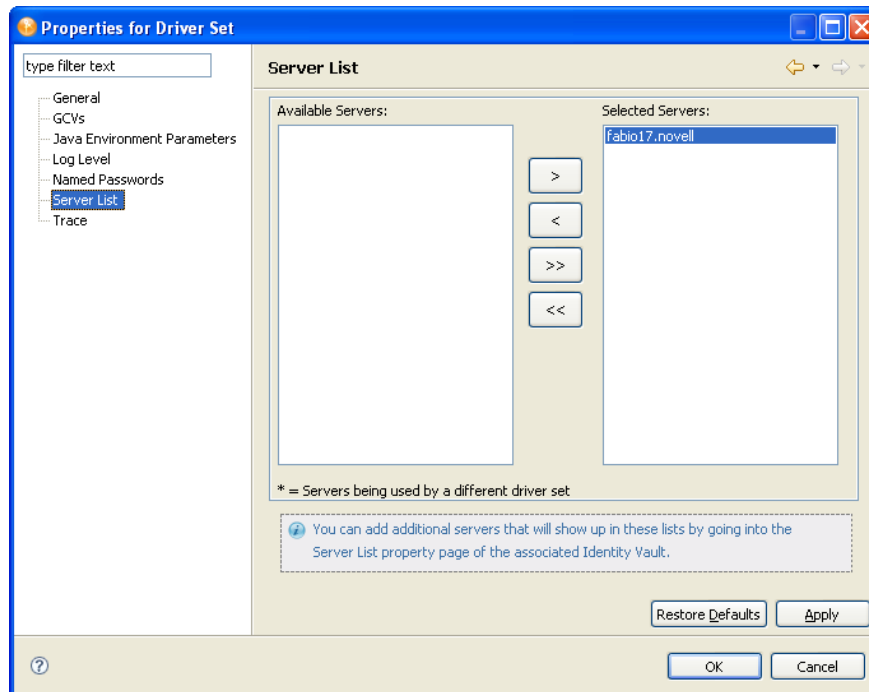 Properties for Driver Set
type filter text
General
GCVs
Java Environment Parameters
Log Level
Named Passwords
Server List
Trace
Server List
Available Servers:
Selected Servers:
fabio17.novell
>
<
>>
<<
* = Servers being used by a different driver set
You can add additional servers that will show up in these lists by going into the
Server List property page of the associated Identity Vault.
Restore Defaults
Apply
?
OK
Cancel